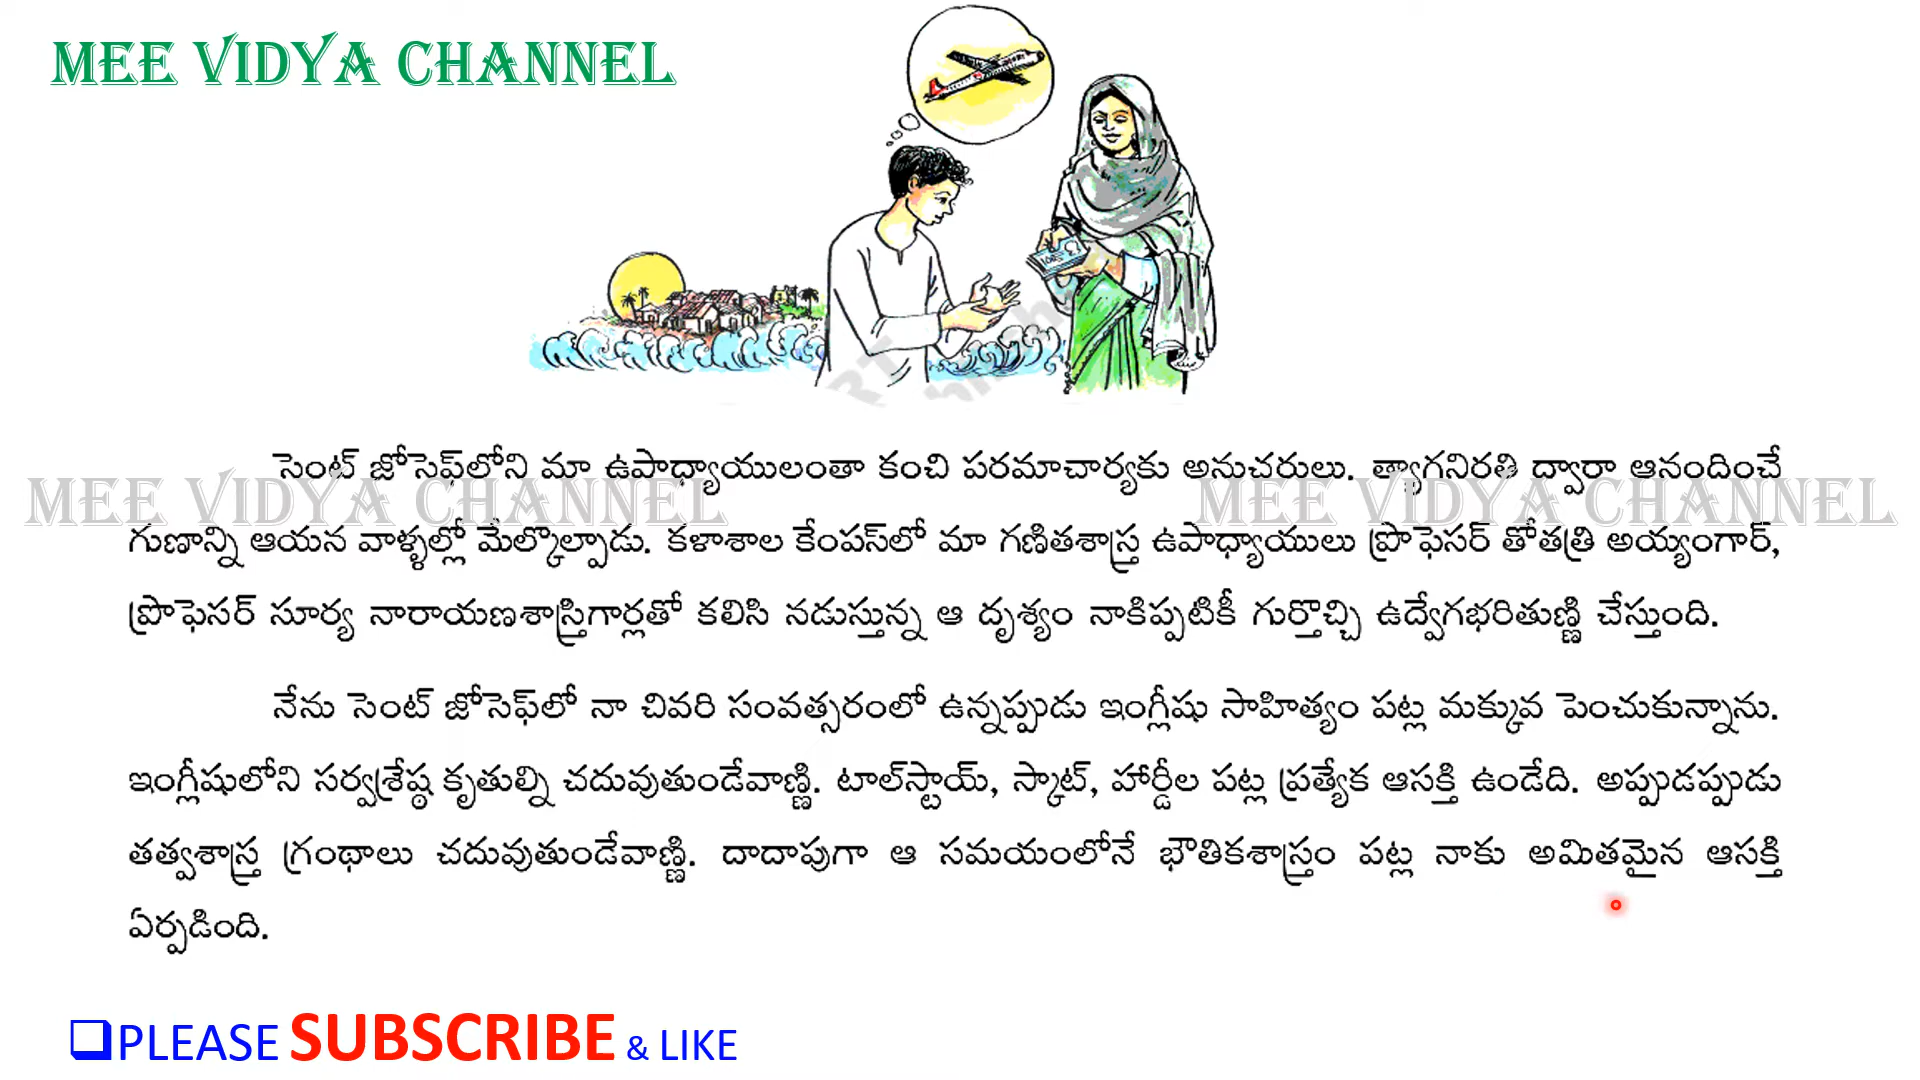 MEE VIDYA CHANNEL
సెంట్ జోసెఫ్‌లోని మా ఉపాధ్యాయులంతా కంచి పరమాచార్యకు అనుచరులు. త్యాగనిరతి ద్వారా ఆనందించే
MEE VIDYA CHANNEL MEE VIDYA CHANNEL
గుణాన్ని ఆయన వాళ్ళల్లో మేల్కొల్పాడు. కళాశాల కేంపస్‌లో మా గణితశాస్త్ర ఉపాధ్యాయులు ప్రొఫెసర్ తోతత్రి అయ్యంగార్,
ప్రొఫెసర్ సూర్య నారాయణశాస్త్రిగార్లతో కలిసి నడుస్తున్న ఆ దృశ్యం నాకిప్పటికీ గుర్తొచ్చి ఉద్వేగభరితుణ్ణి చేస్తుంది.
నేను సెంట్ జోసెఫ్‌లో నా చివరి సంవత్సరంలో ఉన్నప్పుడు ఇంగ్లీషు సాహిత్యం పట్ల మక్కువ పెంచుకున్నాను.
ఇంగ్లీషులోని సర్వశ్రేష్ఠ కృతుల్ని చదువుతుండేవాణ్ణి. టాల్‌స్టాయ్, స్కాట్, హార్డీల పట్ల ప్రత్యేక ఆసక్తి ఉండేది. అప్పుడప్పుడు
తత్వశాస్త్ర గ్రంథాలు చదువుతుండేవాణ్ణి. దాదాపుగా ఆ సమయంలోనే భౌతికశాస్త్రం పట్ల నాకు అమితమైన ఆసక్తి
ఏర్పడింది.
PLEASE SUBSCRIBE & LIKE